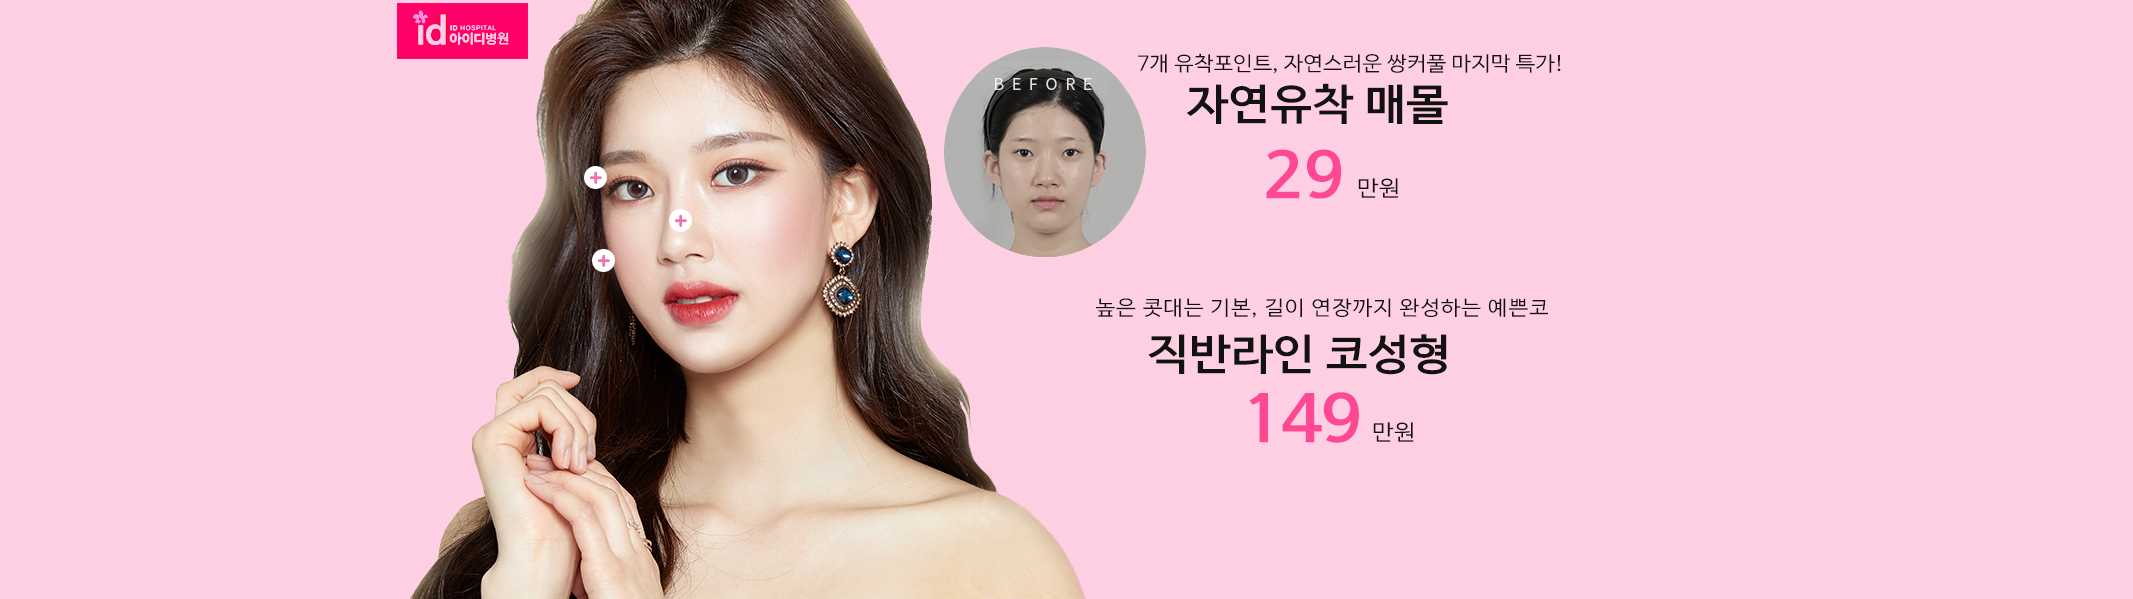 id ID HOSPITAL
아이디병원
BEFORE
7개 유착포인트, 자연스러운 쌍커풀 마지막 특가!
자연유착 매몰
29 만원
높은 콧대는 기본, 길이 연장까지 완성하는 예쁜코
직반라인 코성형
149 만원